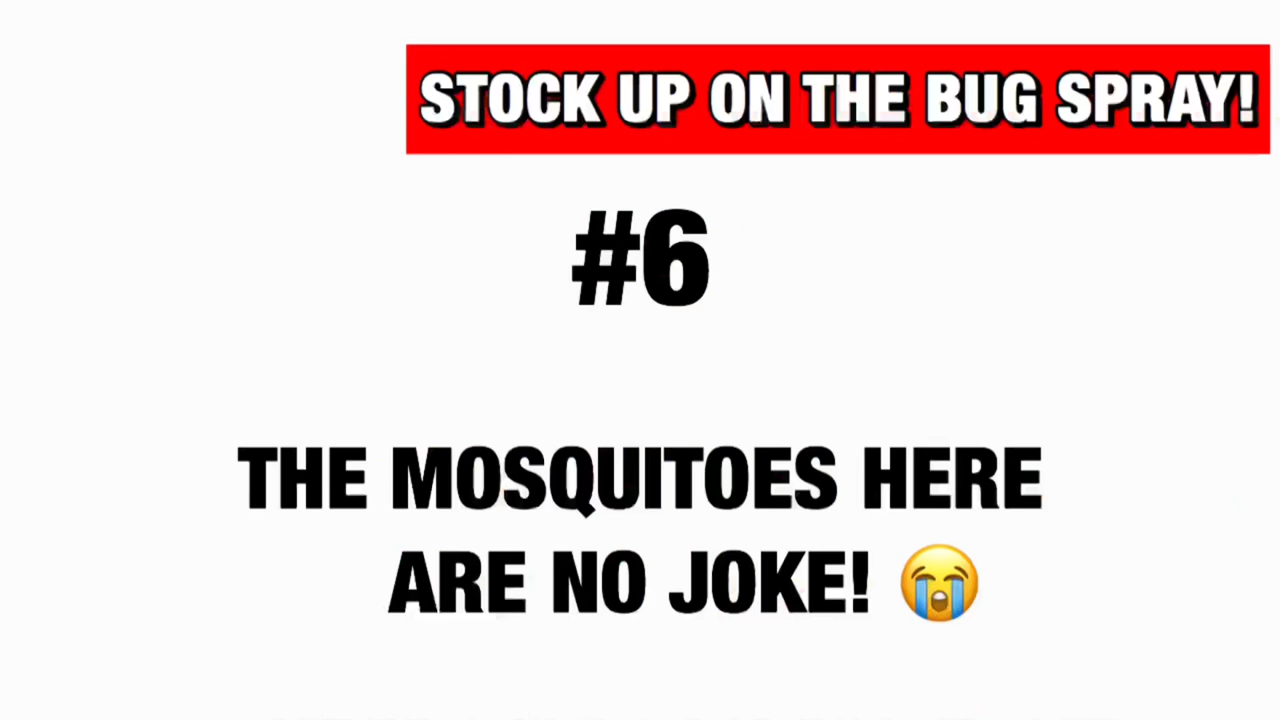 STOCK UP ON THE BUG SPRAY!
#6
THE MOSQUITOES HERE
ARE NO JOKE! 😭